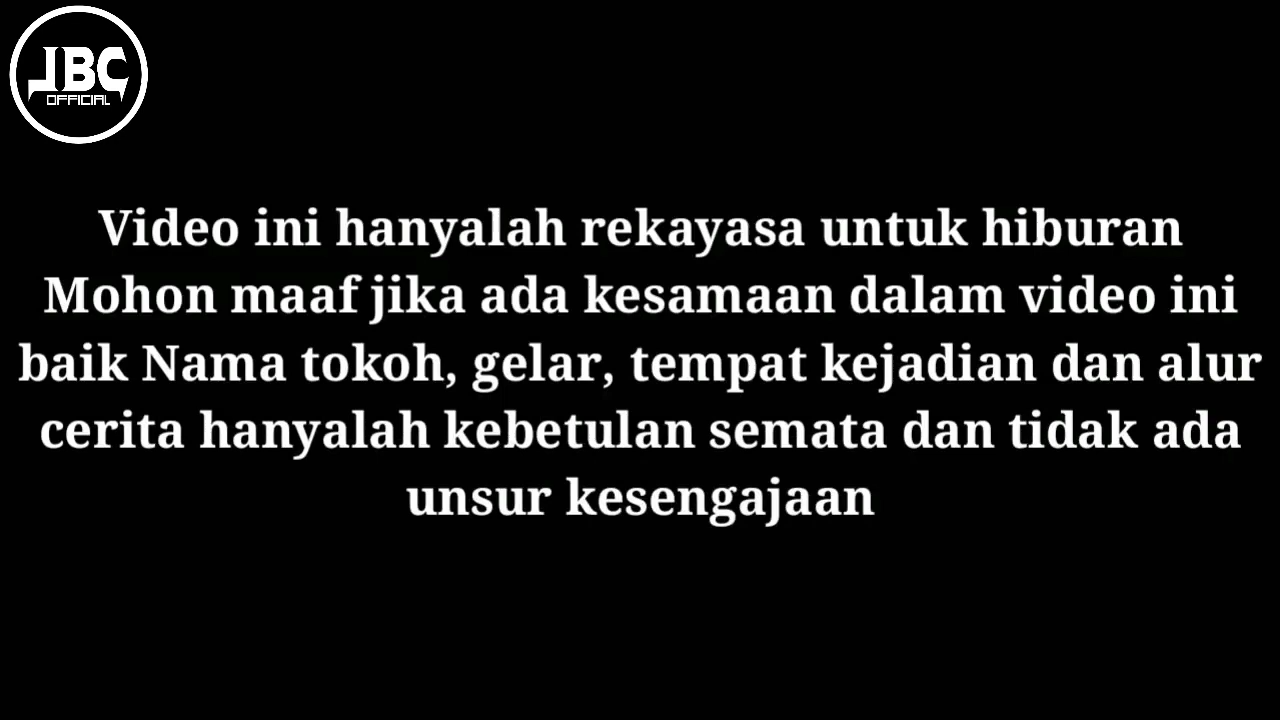 JBC
OFFICIAL
Video ini hanyalah rekayasa untuk hiburan
Mohon maaf jika ada kesamaan dalam video ini
baik Nama tokoh, gelar, tempat kejadian dan alur
cerita hanyalah kebetulan semata dan tidak ada
unsur kesengajaan